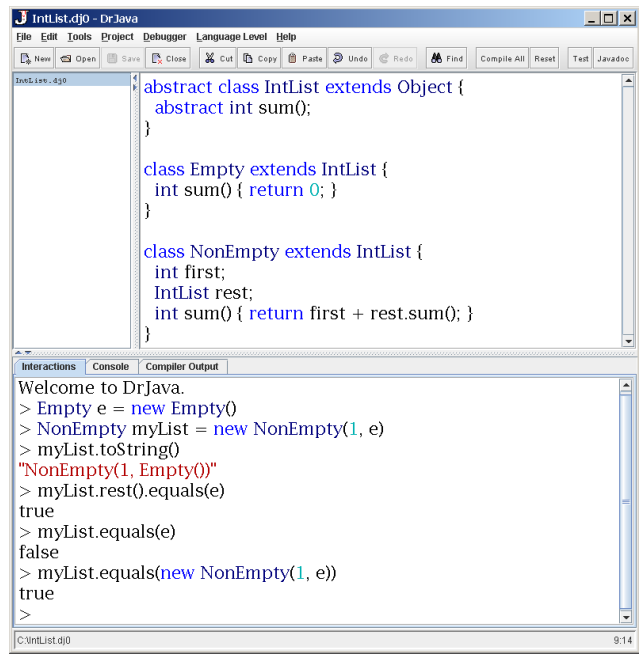 IntList.dj0 - DrJava
File Edit Tools Project Debugger Language Level Help
New Open Save Close Cut Copy Paste Undo Redo Find Compile All Reset Test Javadoc
IntList.dj0
abstract class IntList extends Object {
abstract int sum();
}
class Empty extends IntList {
int sum() { return 0; }
}
class NonEmpty extends IntList {
int first;
IntList rest;
int sum() { return first + rest.sum(); }
}
Interactions Console Compiler Output
Welcome to DrJava.
> Empty e = new Empty()
> NonEmpty myList = new NonEmpty(1, e)
> myList.toString()
"NonEmpty(1, Empty())"
> myList.rest().equals(e)
true
> myList.equals(e)
false
> myList.equals(new NonEmpty(1, e))
true
>
C:\IntList.dj0 9:14